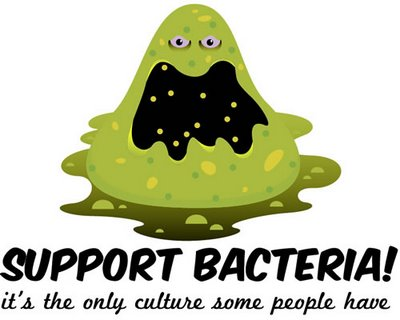 SUPPORT BACTERIA!
it's the only culture some people have